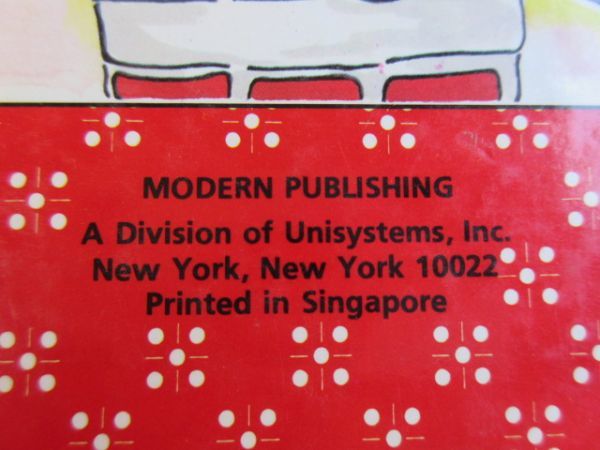 MODERN PUBLISHING
A Division of Unisystems, Inc.
New York, New York 10022
Printed in Singapore